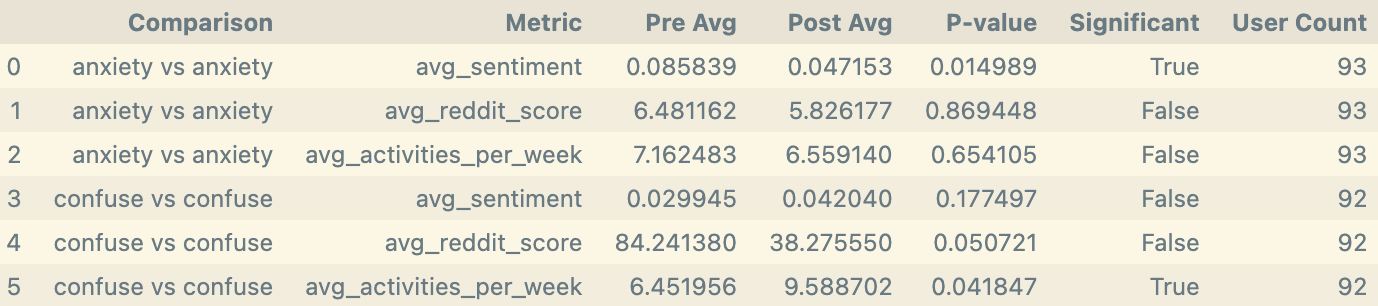 Comparison Metric Pre Avg Post Avg P-value Significant User Count
0 anxiety vs anxiety avg_sentiment 0.085839 0.047153 0.014989 True 93
1 anxiety vs anxiety avg_reddit_score 6.481162 5.826177 0.869448 False 93
2 anxiety vs anxiety avg_activities_per_week 7.162483 6.559140 0.654105 False 93
3 confuse vs confuse avg_sentiment 0.029945 0.042040 0.177497 False 92
4 confuse vs confuse avg_reddit_score 84.241380 38.275550 0.050721 False 92
5 confuse vs confuse avg_activities_per_week 6.451956 9.588702 0.041847 True 92